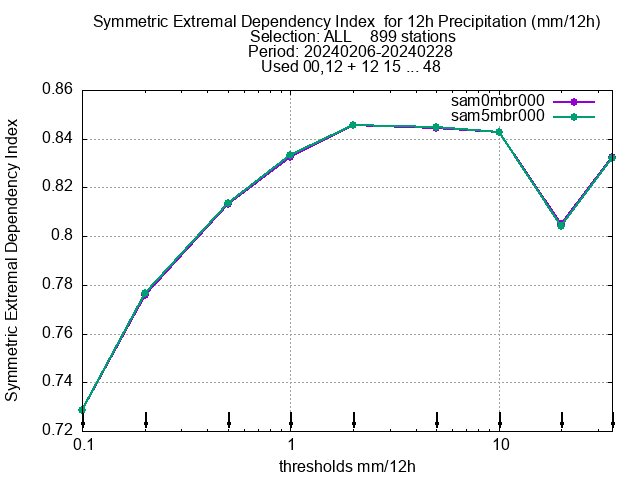 Symmetric Extremal Dependency Index  for 12h Precipitation (mm/12h)
Selection: ALL    899 stations
Period: 20240206-20240228
Used 00,12 + 12 15 ... 48
sam0mbr000
sam5mbr000
Symmetric Extremal Dependency Index
0.86
0.84
0.82
0.8
0.78
0.76
0.74
0.72
0.1 1 10
thresholds mm/12h